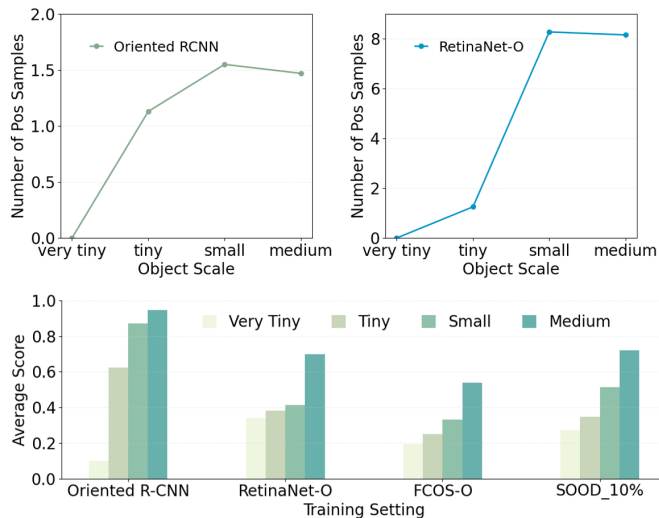 Number of Pos Samples
2.0
1.5
1.0
0.5
0.0
Oriented RCNN
very tiny
tiny
small
medium
Object Scale
Number of Pos Samples
8
6
4
2
0
RetinaNet-O
very tiny
tiny
small
medium
Object Scale
Average Score
1.0
0.8
0.6
0.4
0.2
0.0
Very Tiny
Tiny
Small
Medium
Oriented R-CNN
RetinaNet-O
FCOS-O
SOOD_10%
Training Setting